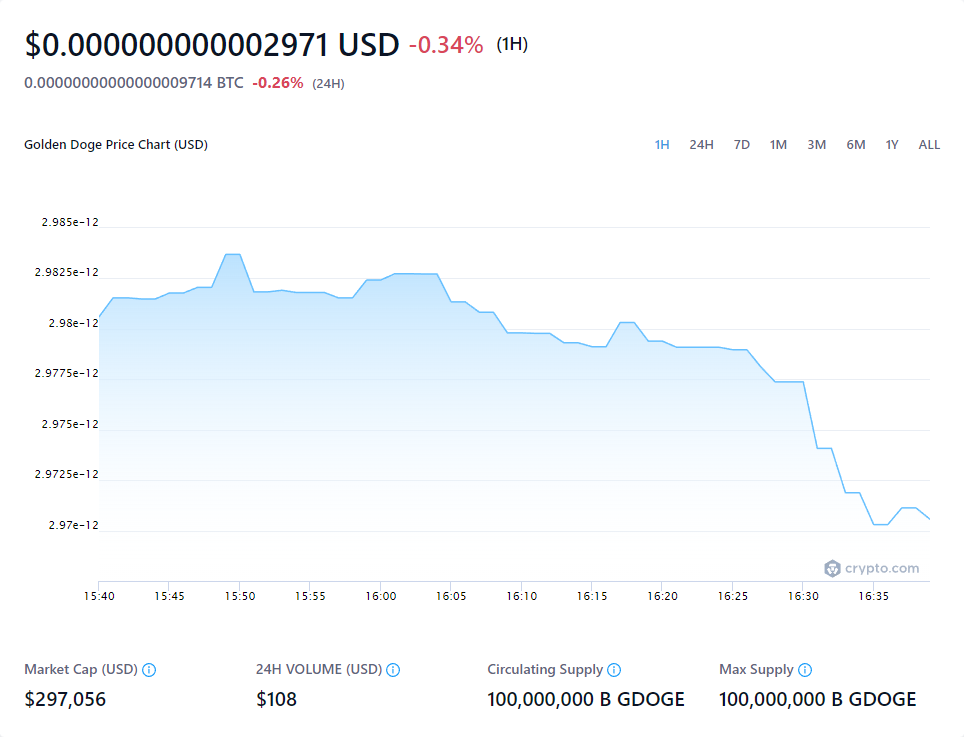 $0.000000000002971 USD -0.34% (1H)
0.00000000000000009714 BTC -0.26% (24H)
Golden Doge Price Chart (USD) 1H 24H 7D 1M 3M 6M 1Y ALL
2.985e-12
2.9825e-12
2.98e-12
2.9775e-12
2.975e-12
2.9725e-12
2.97e-12
crypto.com
15:40 15:45 15:50 15:55 16:00 16:05 16:10 16:15 16:20 16:25 16:30 16:35
Market Cap (USD) 24H VOLUME (USD) Circulating Supply Max Supply
$297,056 $108 100,000,000 B GDOGE 100,000,000 B GDOGE